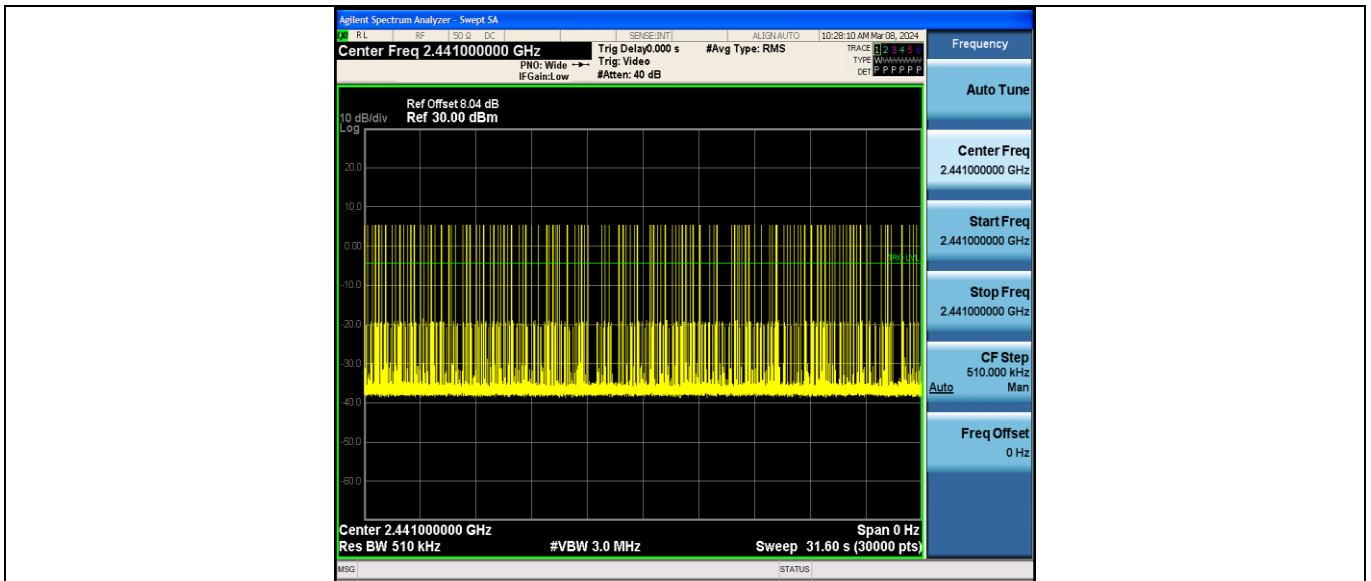 Agilent Spectrum Analyzer - Swept SA
LXI RL RF 50 Ω DC SENSE:INT ALIGN AUTO 10:28:10 AM Mar 08, 2024
Center Freq 2.441000000 GHz
PNO: Wide
IFGain:Low
Trig Delay0.000 s
Trig: Video
#Atten: 40 dB
#Avg Type: RMS
TRACE 1 2 3 4 5 6
TYPE WWWWWW
DET P P P P P P
Ref Offset 8.04 dB
10 dB/div Ref 30.00 dBm
Log
20.0
10.0
0.00
TRIG LVL
-10.0
-20.0
-30.0
-40.0
-50.0
-60.0
Center 2.441000000 GHz Span 0 Hz
Res BW 510 kHz #VBW 3.0 MHz Sweep 31.60 s (30000 pts)
MSG STATUS
Frequency
Auto Tune
Center Freq
2.441000000 GHz
Start Freq
2.441000000 GHz
Stop Freq
2.441000000 GHz
CF Step
510.000 kHz
Auto Man
Freq Offset
0 Hz